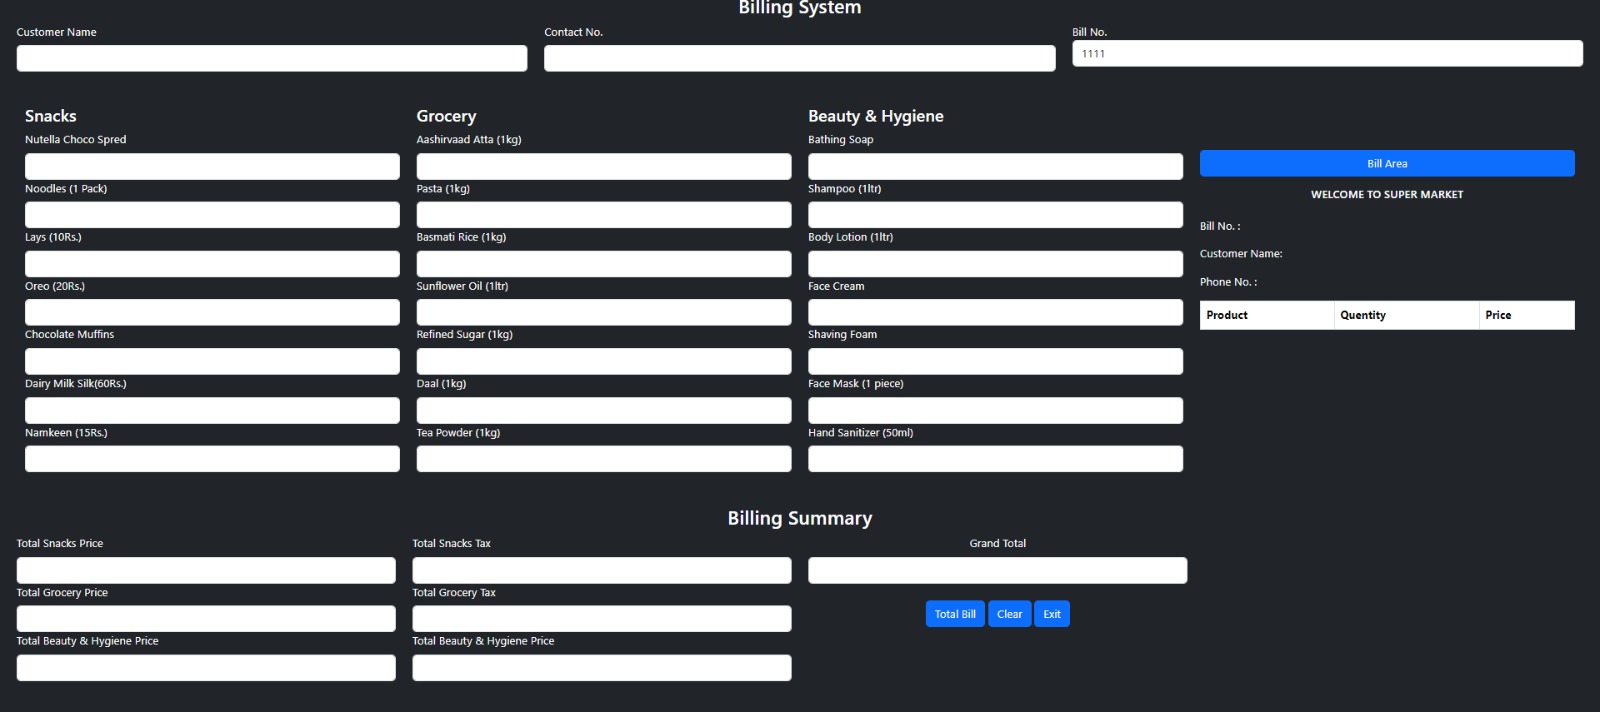 Billing System
Customer Name
Contact No.
Bill No.
1111
Snacks
Nutella Choco Spred
Noodles (1 Pack)
Lays (10Rs.)
Oreo (20Rs.)
Chocolate Muffins
Dairy Milk Silk(60Rs.)
Namkeen (15Rs.)
Grocery
Aashirvaad Atta (1kg)
Pasta (1kg)
Basmati Rice (1kg)
Sunflower Oil (1ltr)
Refined Sugar (1kg)
Daal (1kg)
Tea Powder (1kg)
Beauty & Hygiene
Bathing Soap
Shampoo (1ltr)
Body Lotion (1ltr)
Face Cream
Shaving Foam
Face Mask (1 piece)
Hand Sanitizer (50ml)
Bill Area
WELCOME TO SUPER MARKET
Bill No. :
Customer Name:
Phone No. :
Product Quentity Price
Billing Summary
Total Snacks Price
Total Grocery Price
Total Beauty & Hygiene Price
Total Snacks Tax
Total Grocery Tax
Total Beauty & Hygiene Price
Grand Total
Total Bill Clear Exit